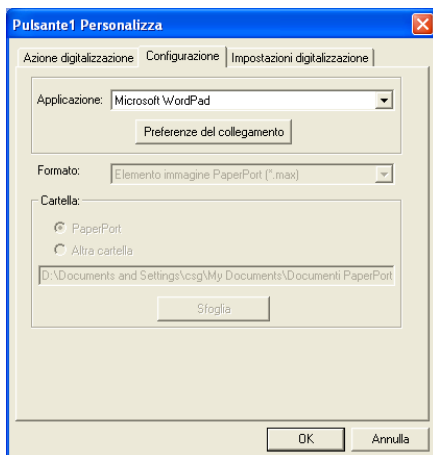 Pulsante1 Personalizza
Azione digitalizzazione Configurazione Impostazioni digitalizzazione
Applicazione: Microsoft WordPad
Preferenze del collegamento
Formato: Elemento immagine PaperPort (*.max)
Cartella:
PaperPort
Altra cartella
D:\Documents and Settings\csg\My Documents\Documenti PaperPort
Sfoglia
OK Annulla